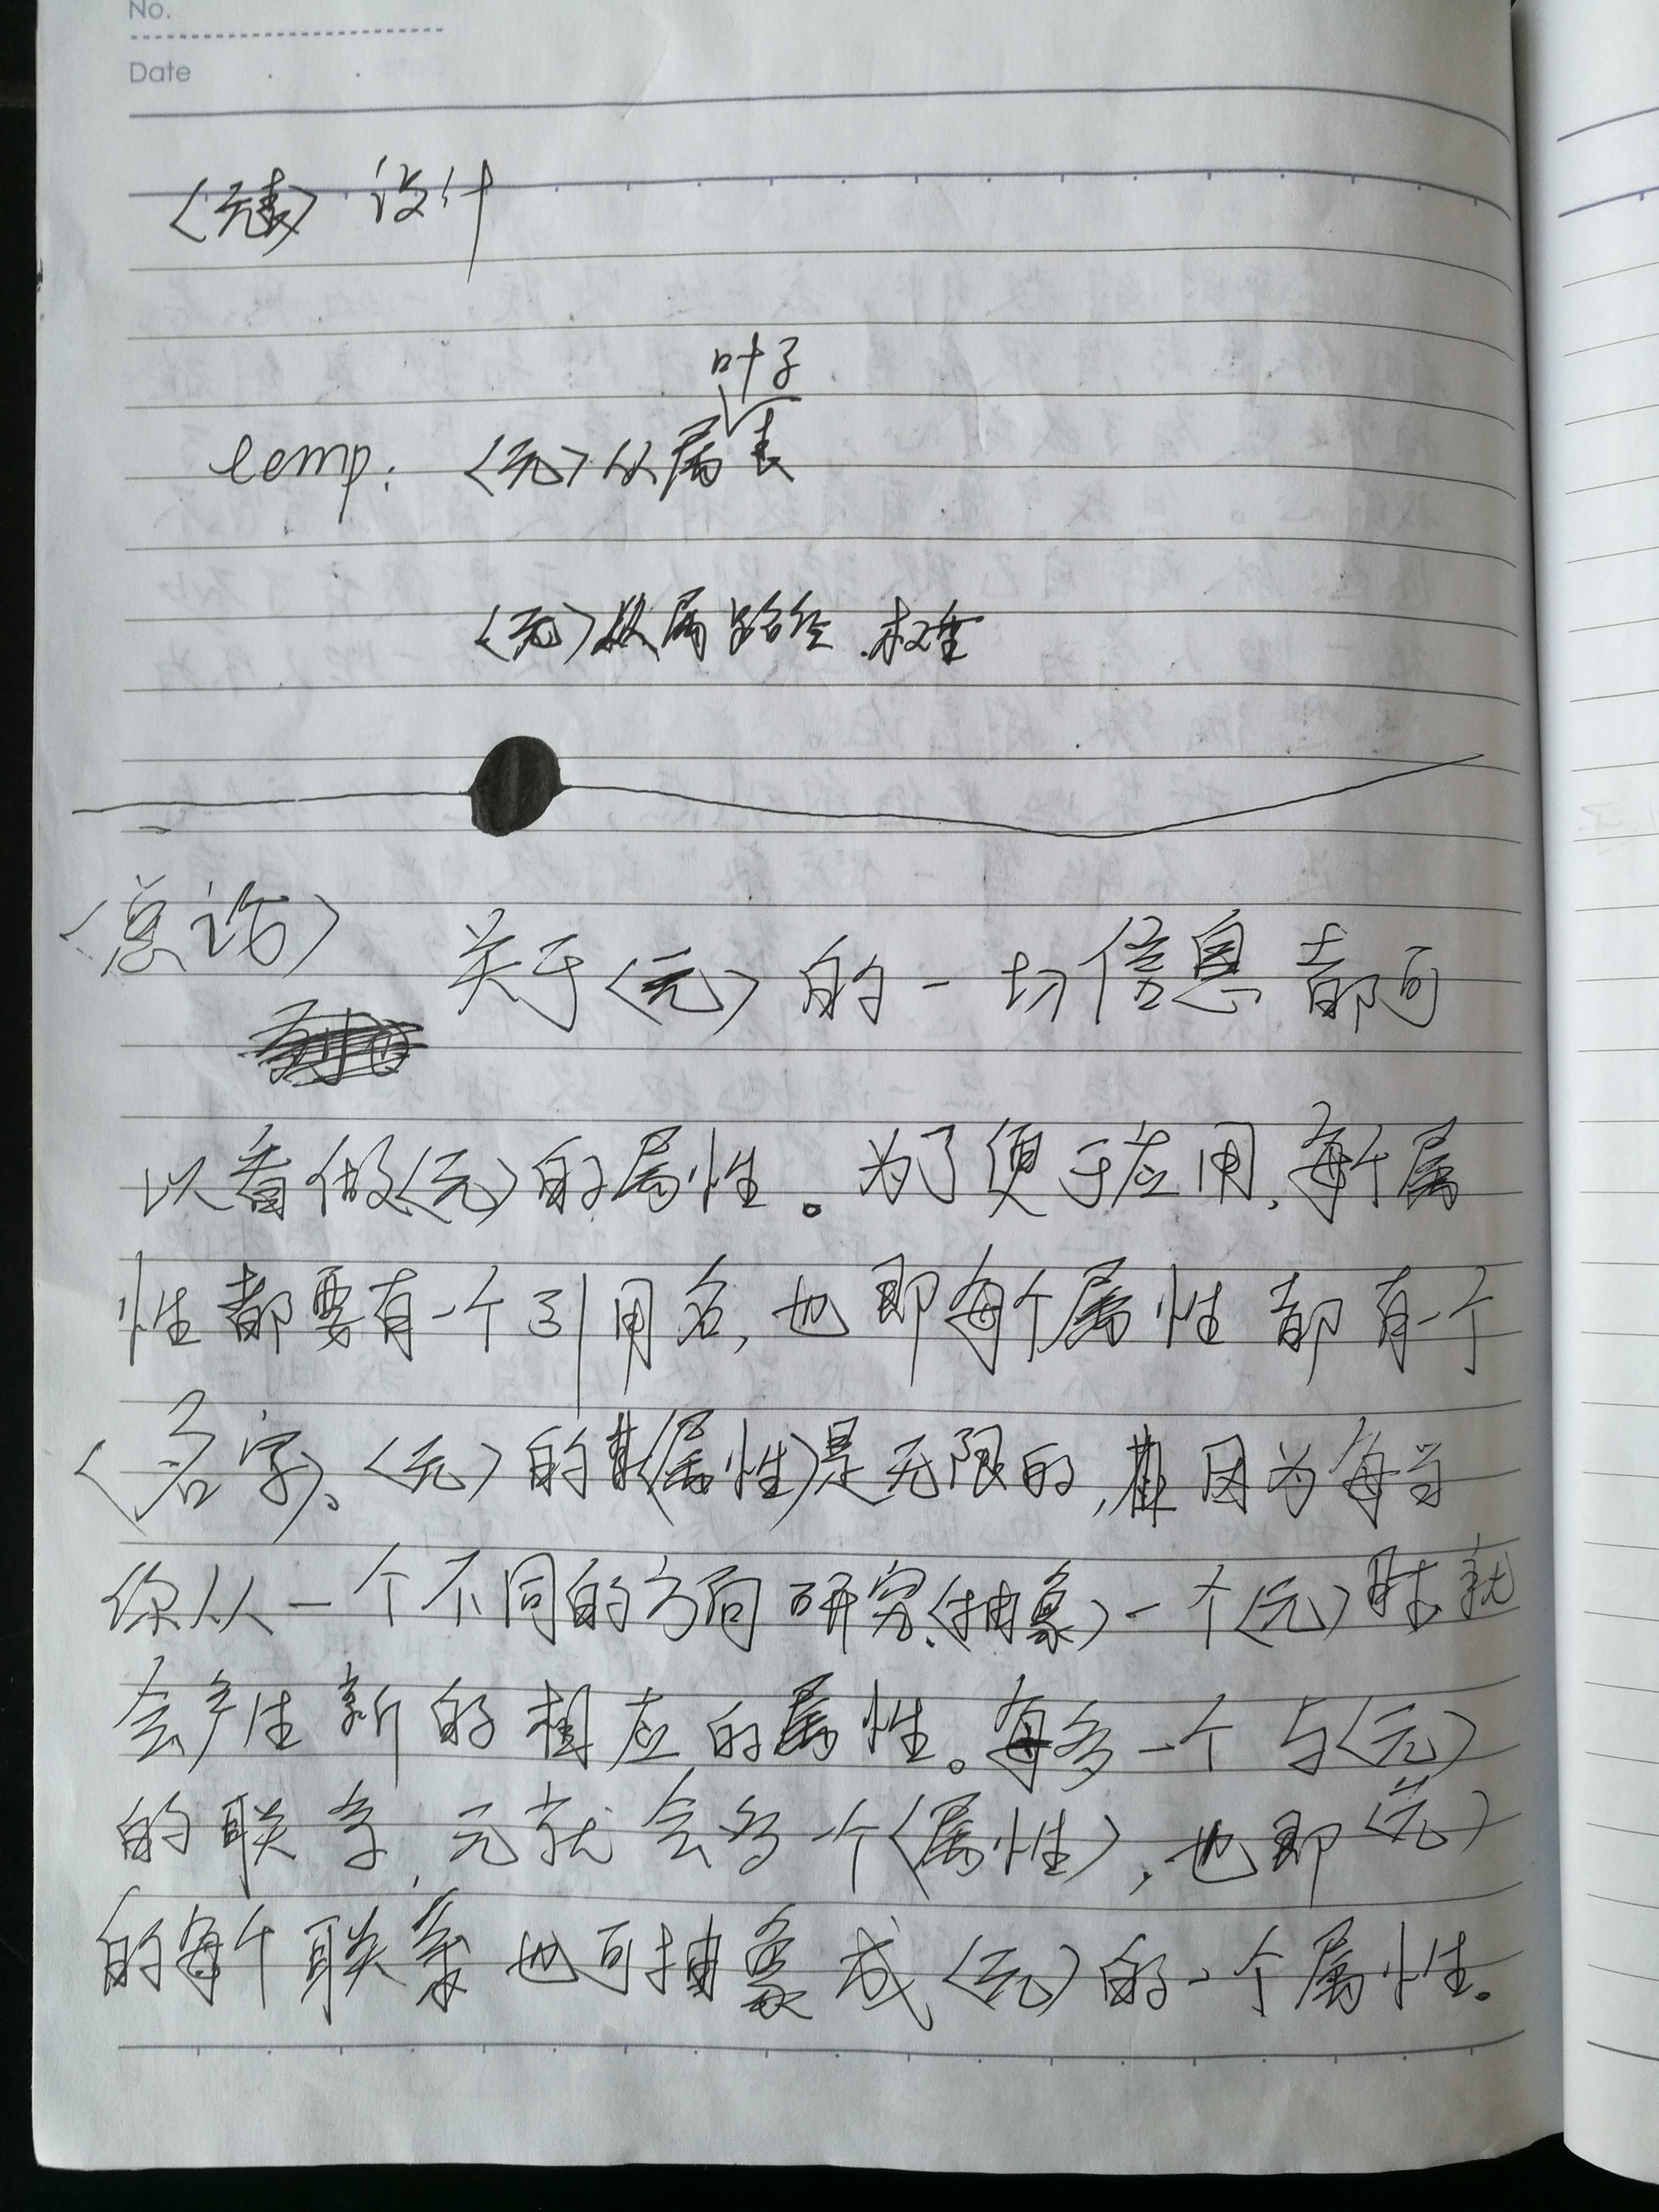 No.
Date
〈元表〉 设计
叶子
temp: 〈元〉从属表
〈元〉从属路径.权重
〈总论〉 关于〈元〉的一切信息都可
以看做〈元〉的属性。为了便于应用,每个属
性都要有一个引用名,也即每个属性都有一个
〈名字〉。〈元〉的〈属性〉是无限的,因为每当
你从一个不同的方向研究〈抽象〉一个〈元〉时,就
会产生新的相应的属性。每多一个与〈元〉
的联系,元就会多一个〈属性〉,也即〈元〉
的每个联系也可抽象成〈元〉的一个属性。